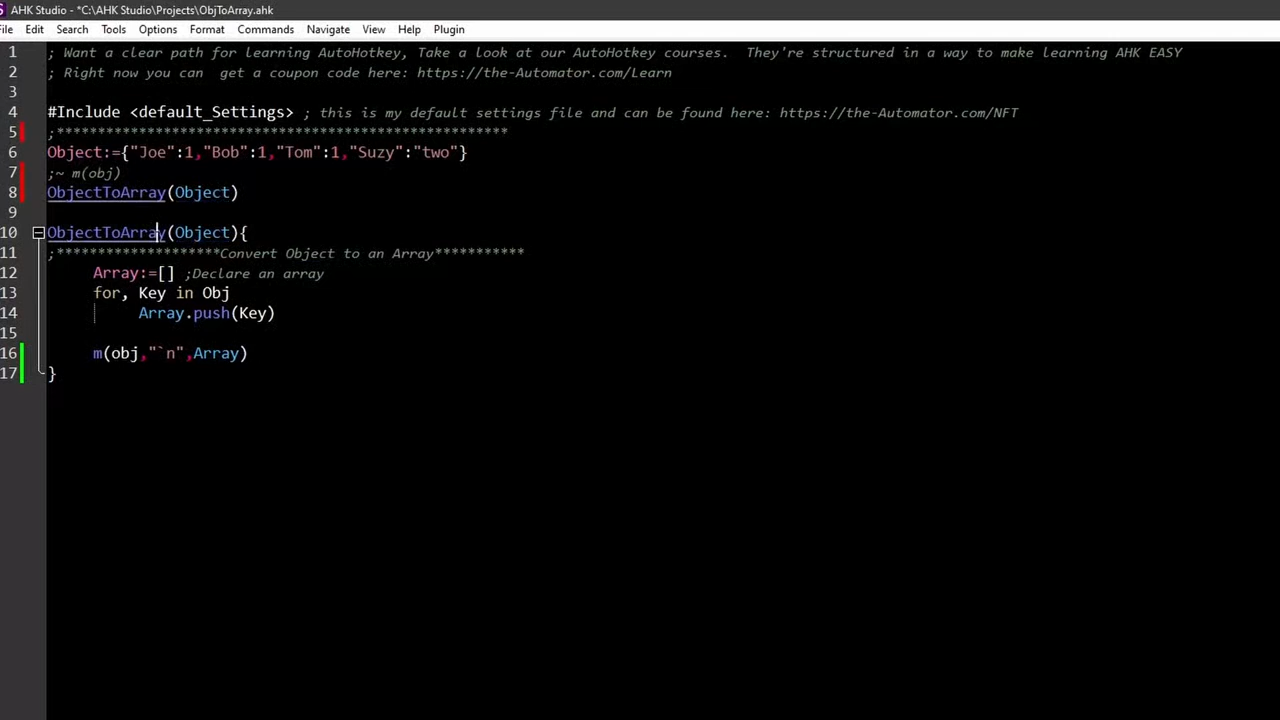 AHK Studio - *C:\AHK Studio\Projects\ObjToArray.ahk
File Edit Search Tools Options Format Commands Navigate View Help Plugin
1 ; Want a clear path for learning AutoHotkey, Take a look at our AutoHotkey courses.  They're structured in a way to make learning AHK EASY
2 ; Right now you can  get a coupon code here: https://the-Automator.com/Learn
3
4 #Include <default_Settings> ; this is my default settings file and can be found here: https://the-Automator.com/NFT
5 ;*******************************************************
6 Object:={"Joe":1,"Bob":1,"Tom":1,"Suzy":"two"}
7 ;~ m(obj)
8 ObjectToArray(Object)
9
10 ObjectToArray(Object){
11 ;********************Convert Object to an Array***********
12 Array:=[] ;Declare an array
13 for, Key in Obj
14 Array.push(Key)
15
16 m(obj,"`n",Array)
17 }